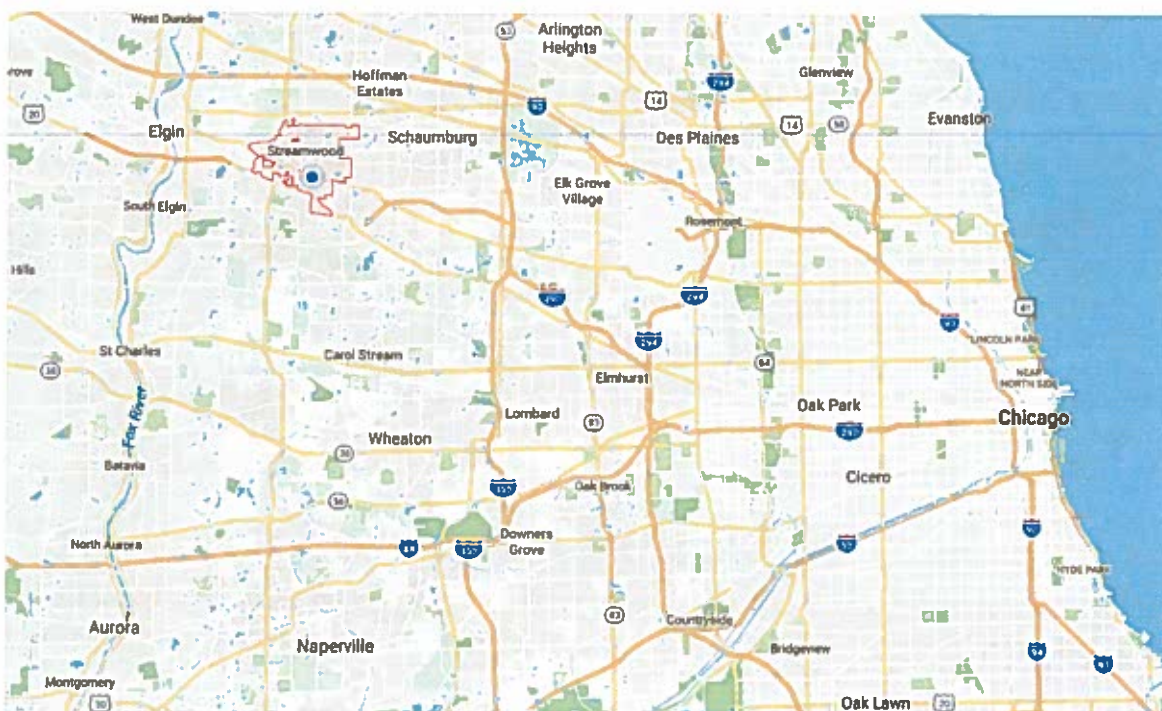 West Dundee
53
Arlington
Heights
Hoffman
Estates
294
Glenview
90
14
20
14
58
Evanston
Elgin
Schaumburg
Des Plaines
Streamwood
Elk Grove
Village
South Elgin
Rosemont
Hills
294
41
294
LINCOLN PARK
St Charles
Carol Stream
64
NEAR
NORTH SIDE
38
Elmhurst
Oak Park
Fox River
Lombard
83
Chicago
Wheaton
38
Batavia
Cicero
Oak Brook
355
56
Downers
Grove
North Aurora
88
355
55
90
HYDE PARK
83
Countryside
Aurora
Naperville
Bridgeview
94
Montgomery
30
Oak Lawn
20